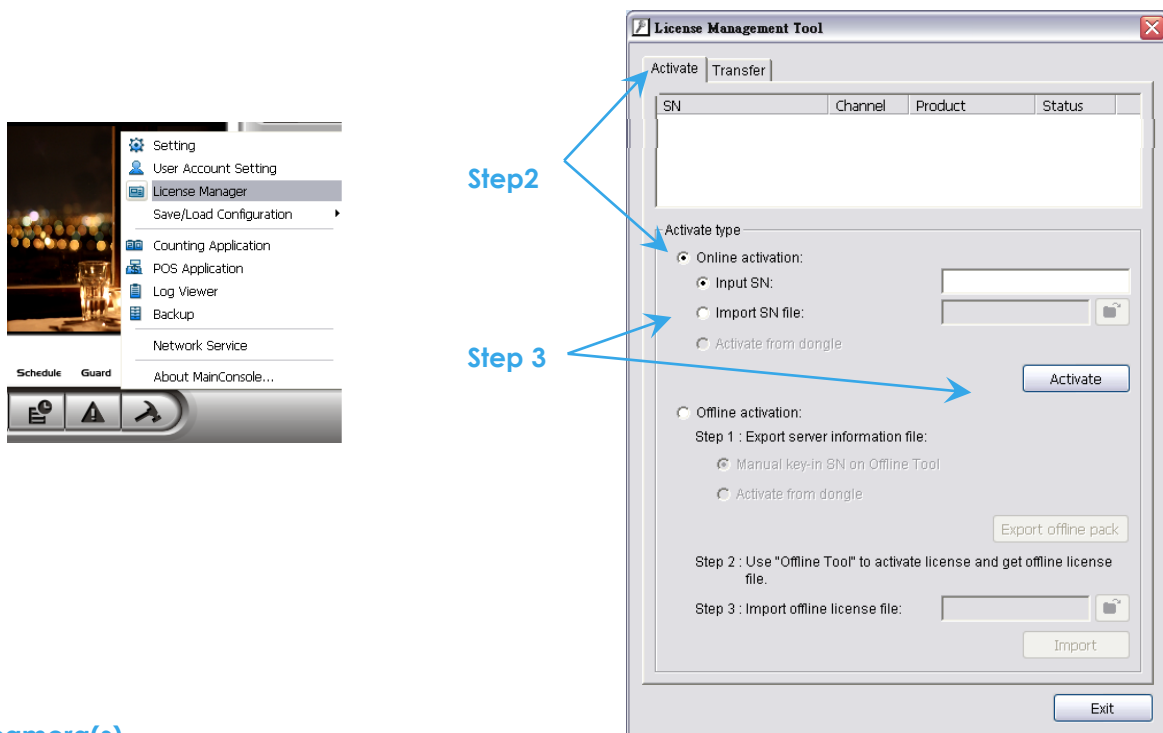 Setting
User Account Setting
License Manager
Save/Load Configuration
Counting Application
POS Application
Log Viewer
Backup
Network Service
About MainConsole...
Schedule Guard
Step2
Step 3
License Management Tool
Activate Transfer
SN Channel Product Status
Activate type
Online activation:
Input SN:
Import SN file:
Activate from dongle
Activate
Offline activation:
Step 1 : Export server information file:
Manual key-in SN on Offline Tool
Activate from dongle
Export offline pack
Step 2 : Use "Offline Tool" to activate license and get offline license
file.
Step 3 : Import offline license file:
Import
Exit